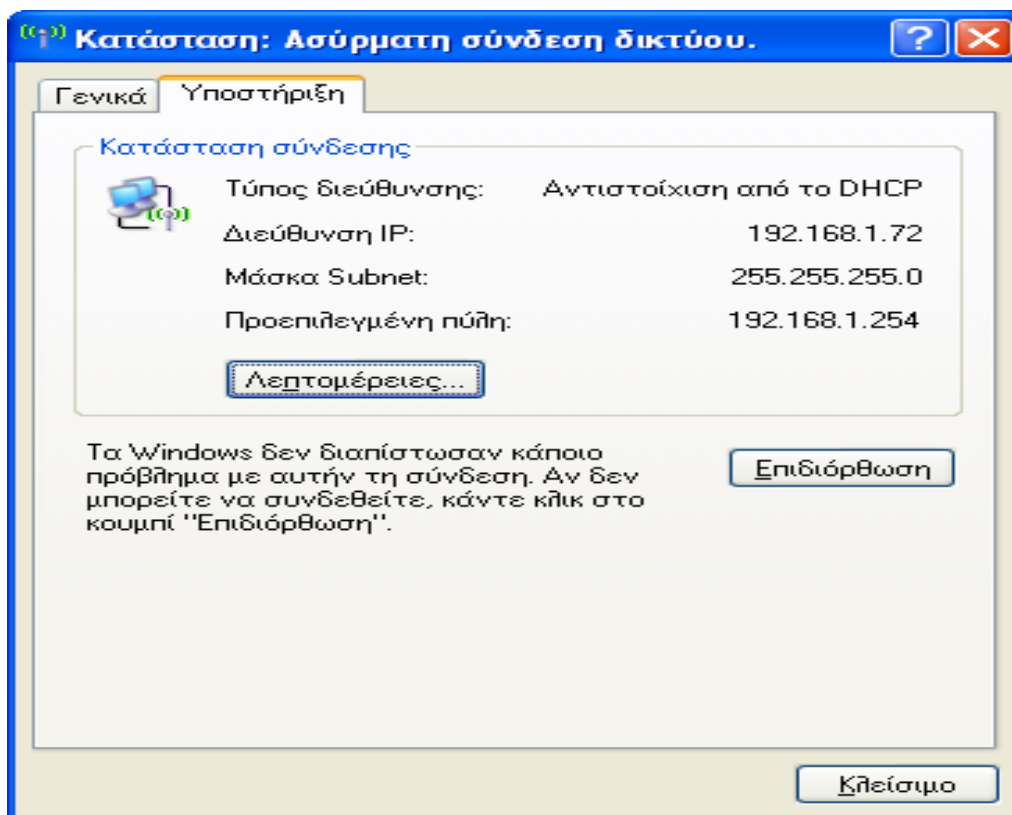 Κατάσταση: Ασύρματη σύνδεση δικτύου.
Γενικά
Υποστήριξη
Κατάσταση σύνδεσης
Τύπος διεύθυνσης: Αντιστοίχιση από το DHCP
Διεύθυνση IP: 192.168.1.72
Μάσκα Subnet: 255.255.255.0
Προεπιλεγμένη πύλη: 192.168.1.254
Λεπτομέρειες...
Τα Windows δεν διαπίστωσαν κάποιο
πρόβλημα με αυτήν τη σύνδεση. Αν δεν
μπορείτε να συνδεθείτε, κάντε κλικ στο
κουμπί "Επιδιόρθωση".
Επιδιόρθωση
Κλείσιμο